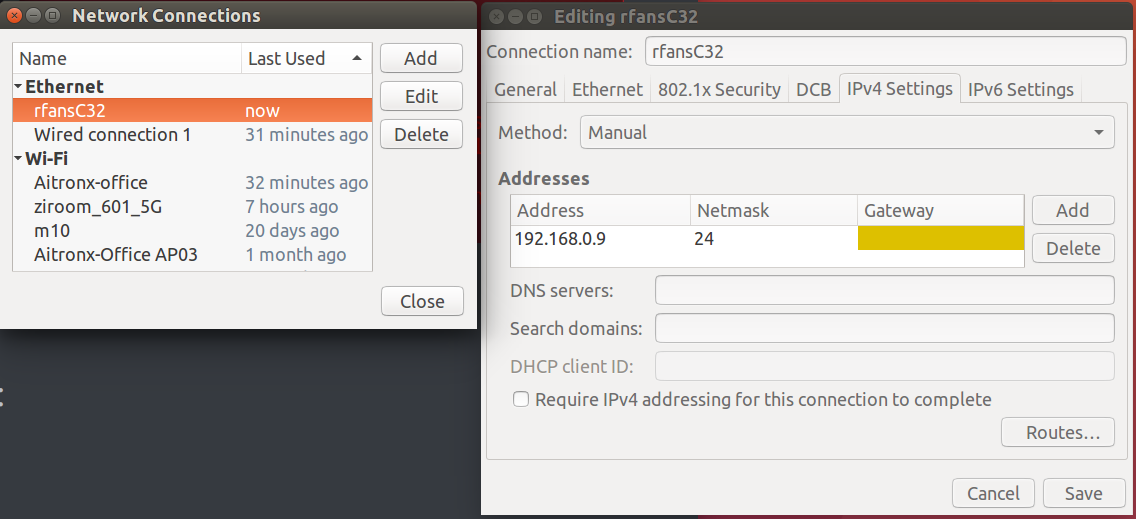 Network Connections
Name Last Used
Ethernet
rfansC32 now
Wired connection 1 31 minutes ago
Wi-Fi
Aitronx-office 32 minutes ago
ziroom_601_5G 7 hours ago
m10 20 days ago
Aitronx-Office AP03 1 month ago
Add
Edit
Delete
Close
Editing rfansC32
Connection name: rfansC32
General Ethernet 802.1x Security DCB IPv4 Settings IPv6 Settings
Method: Manual
Addresses
Address Netmask Gateway
192.168.0.9 24
Add
Delete
DNS servers:
Search domains:
DHCP client ID:
Require IPv4 addressing for this connection to complete
Routes...
Cancel Save